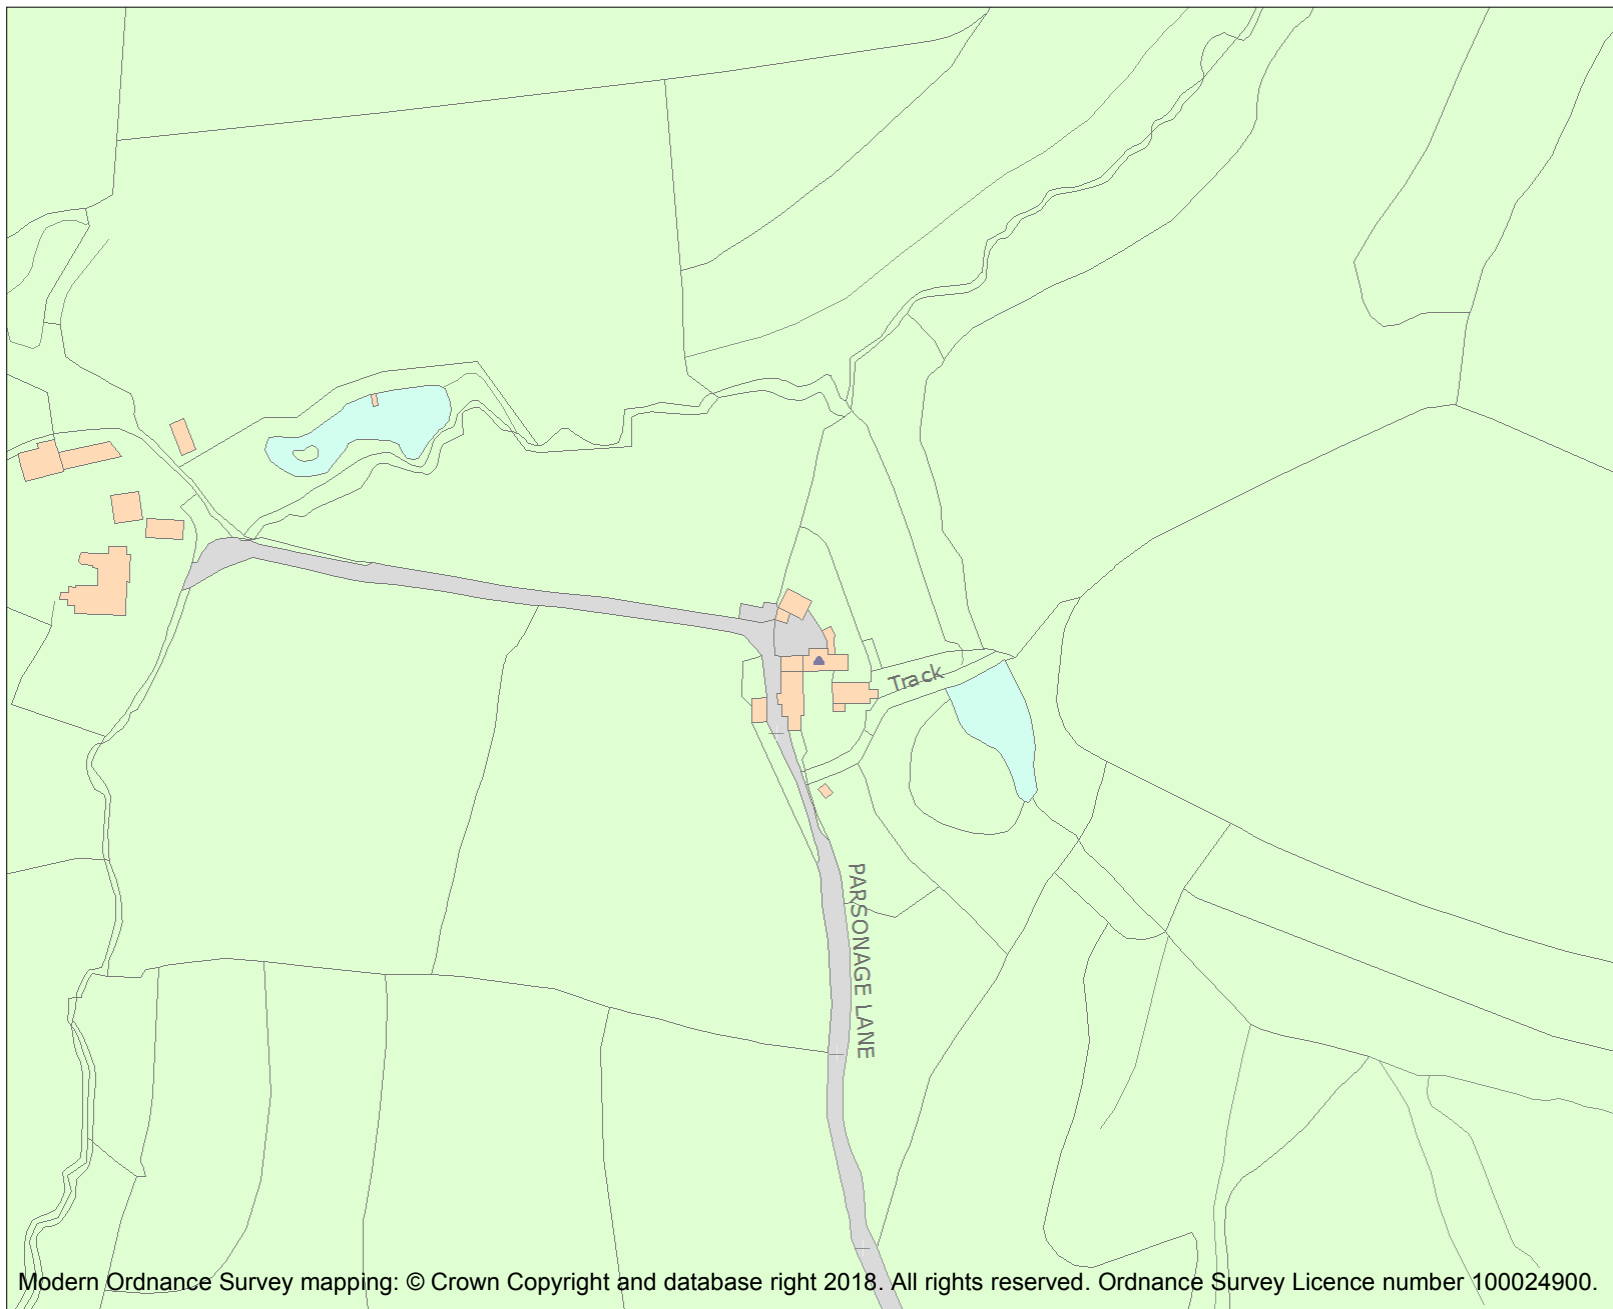 Track
PARSONAGE LANE
Modern Ordnance Survey mapping: © Crown Copyright and database right 2018. All rights reserved. Ordnance Survey Licence number 100024900.